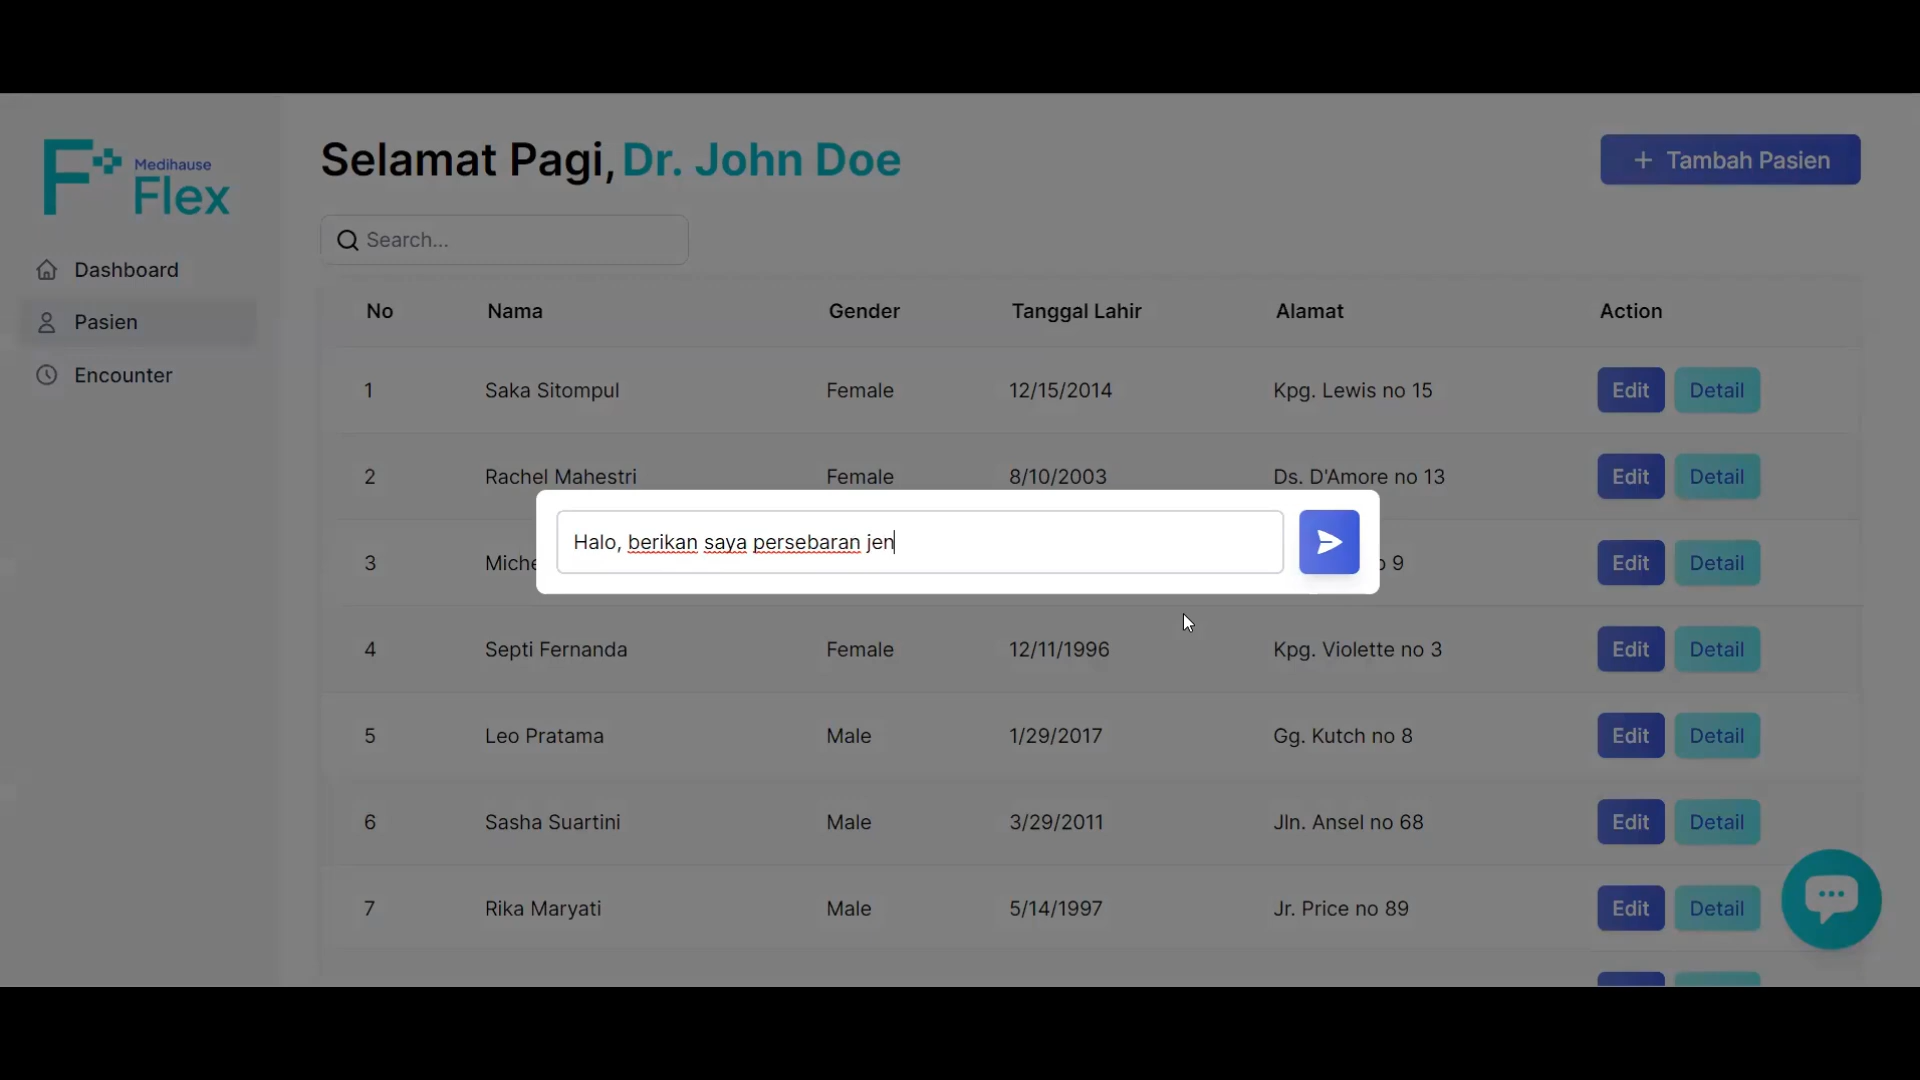 Medihause
Flex
Dashboard
Pasien
Encounter
Selamat Pagi, Dr. John Doe
+ Tambah Pasien
Search...
No Nama Gender Tanggal Lahir Alamat Action
1 Saka Sitompul Female 12/15/2014 Kpg. Lewis no 15 Edit Detail
2 Rachel Mahestri Female 8/10/2003 Ds. D'Amore no 13 Edit Detail
Halo, berikan saya persebaran jen
3 9 Edit Detail
4 Septi Fernanda Female 12/11/1996 Kpg. Violette no 3 Edit Detail
5 Leo Pratama Male 1/29/2017 Gg. Kutch no 8 Edit Detail
6 Sasha Suartini Male 3/29/2011 Jln. Ansel no 68 Edit Detail
7 Rika Maryati Male 5/14/1997 Jr. Price no 89 Edit Detail